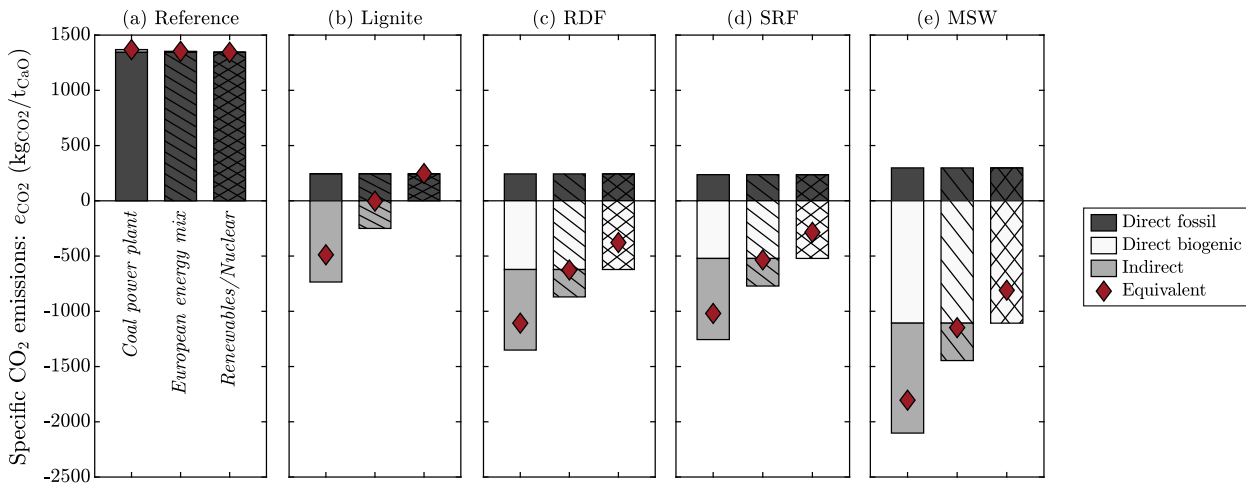 (a) Reference
(b) Lignite
(c) RDF
(d) SRF
(e) MSW
Specific CO2 emissions: eCO2 (kgCO2/tCaO)
1500
1000
500
0
-500
-1000
-1500
-2000
-2500
Coal power plant
European energy mix
Renewables/Nuclear
Direct fossil
Direct biogenic
Indirect
Equivalent